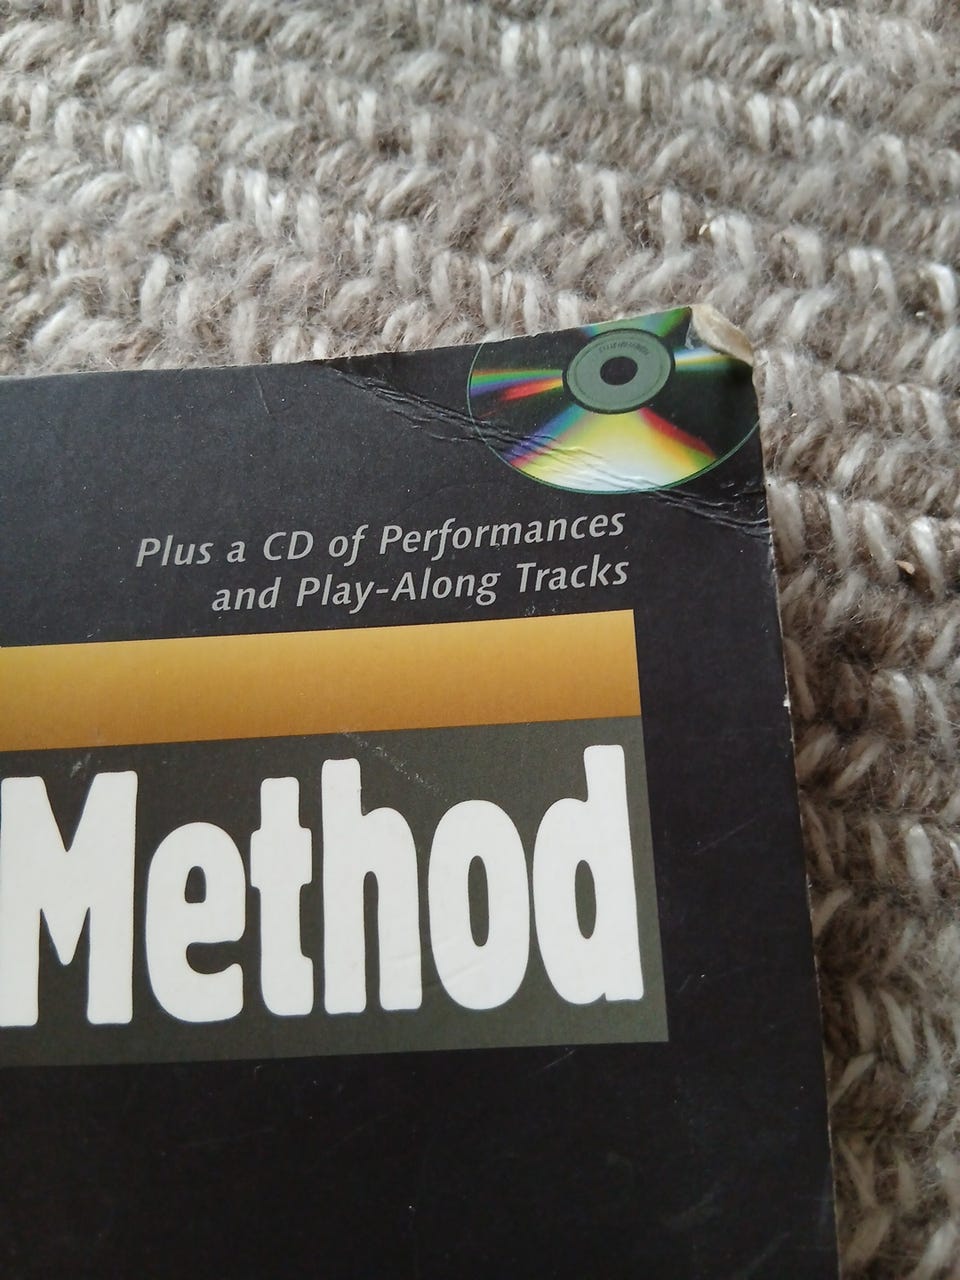 Plus a CD of Performances
and Play-Along Tracks
Method